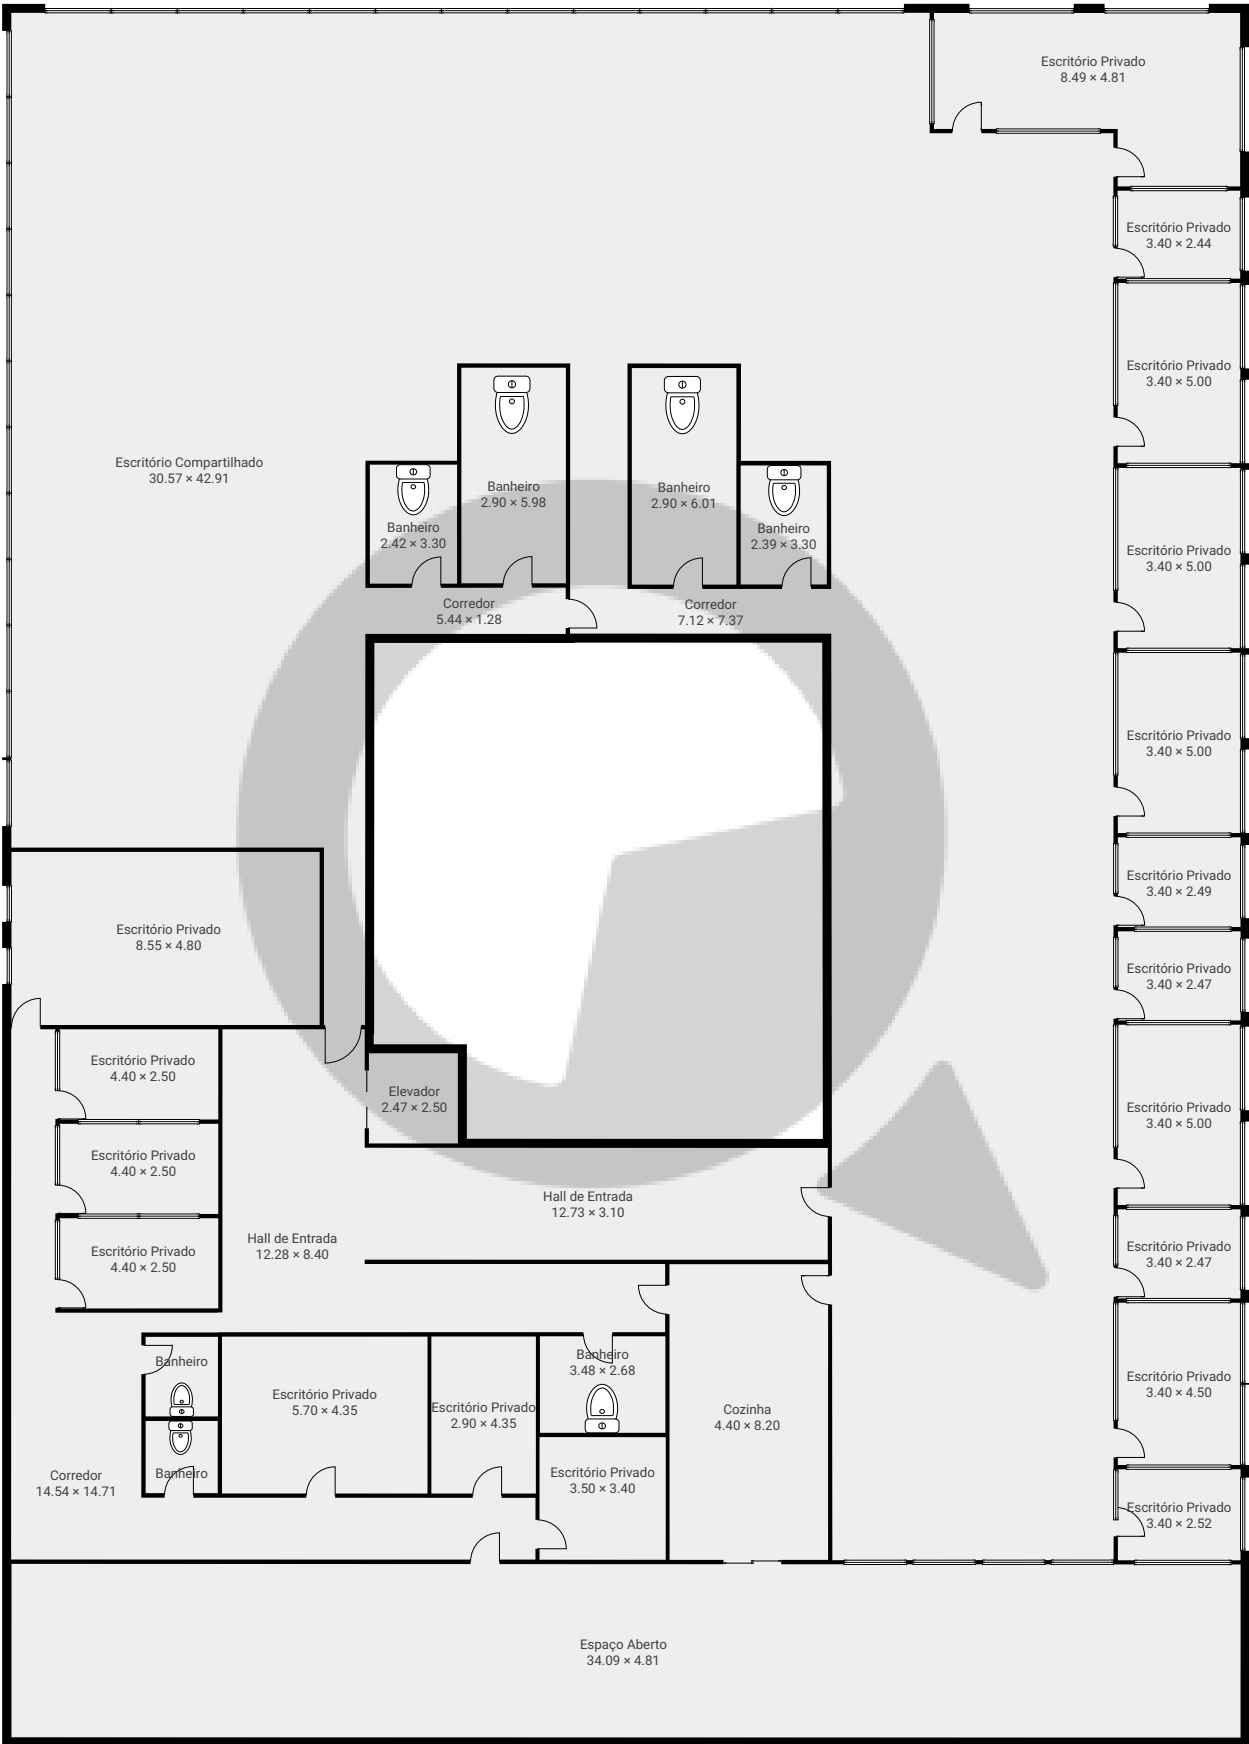 Escritório Privado
8.49 × 4.81
Escritório Privado
3.40 × 2.44
Escritório Privado
3.40 × 5.00
Escritório Compartilhado
30.57 × 42.91
Banheiro
2.90 × 5.98
Banheiro
2.90 × 6.01
Banheiro
2.42 × 3.30
Banheiro
2.39 × 3.30
Escritório Privado
3.40 × 5.00
Corredor
5.44 × 1.28
Corredor
7.12 × 7.37
Escritório Privado
3.40 × 5.00
Escritório Privado
3.40 × 2.49
Escritório Privado
8.55 × 4.80
Escritório Privado
3.40 × 2.47
Escritório Privado
4.40 × 2.50
Elevador
2.47 × 2.50
Escritório Privado
3.40 × 5.00
Escritório Privado
4.40 × 2.50
Hall de Entrada
12.73 × 3.10
Hall de Entrada
12.28 × 8.40
Escritório Privado
4.40 × 2.50
Escritório Privado
3.40 × 2.47
Banheiro
Banheiro
3.48 × 2.68
Escritório Privado
5.70 × 4.35
Escritório Privado
2.90 × 4.35
Cozinha
4.40 × 8.20
Escritório Privado
3.40 × 4.50
Corredor
14.54 × 14.71
Banheiro
Escritório Privado
3.50 × 3.40
Escritório Privado
3.40 × 2.52
Espaço Aberto
34.09 × 4.81